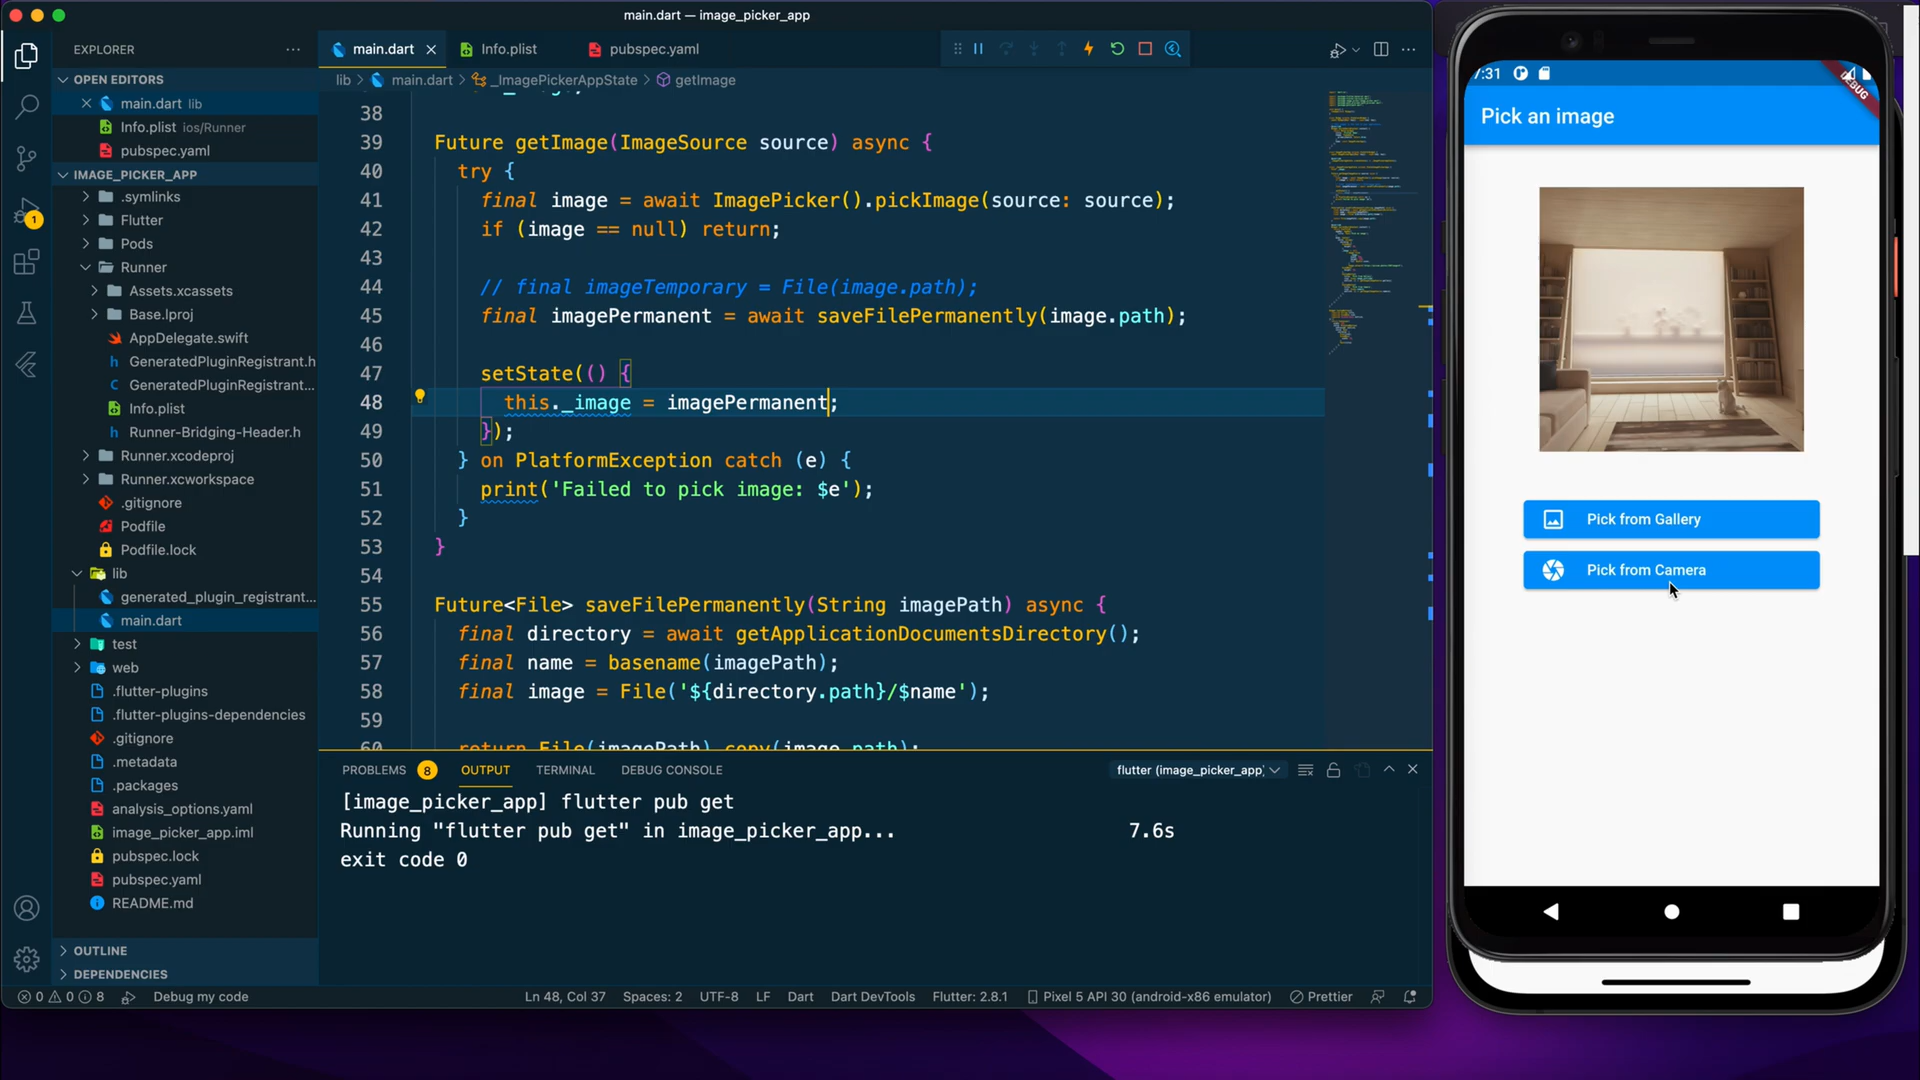 main.dart — image_picker_app
EXPLORER
OPEN EDITORS
main.dart lib
Info.plist ios/Runner
pubspec.yaml
IMAGE_PICKER_APP
.symlinks
Flutter
Pods
Runner
Assets.xcassets
Base.lproj
AppDelegate.swift
h GeneratedPluginRegistrant.h
C GeneratedPluginRegistrant...
Info.plist
h Runner-Bridging-Header.h
Runner.xcodeproj
Runner.xcworkspace
.gitignore
Podfile
Podfile.lock
lib
generated_plugin_registrant...
main.dart
test
web
.flutter-plugins
.flutter-plugins-dependencies
.gitignore
.metadata
.packages
analysis_options.yaml
image_picker_app.iml
pubspec.lock
pubspec.yaml
README.md
OUTLINE
DEPENDENCIES
1
main.dart
Info.plist
pubspec.yaml
lib > main.dart > _ImagePickerAppState > getImage
38
39 Future getImage(ImageSource source) async {
40 try {
41 final image = await ImagePicker().pickImage(source: source);
42 if (image == null) return;
43
44 // final imageTemporary = File(image.path);
45 final imagePermanent = await saveFilePermanently(image.path);
46
47 setState(() {
48 this._image = imagePermanent;
49 });
50 } on PlatformException catch (e) {
51 print('Failed to pick image: $e');
52 }
53 }
54
55 Future<File> saveFilePermanently(String imagePath) async {
56 final directory = await getApplicationDocumentsDirectory();
57 final name = basename(imagePath);
58 final image = File('${directory.path}/$name');
59
60 return File(imagePath).copy(image.path);
PROBLEMS 8 OUTPUT TERMINAL DEBUG CONSOLE
flutter (image_picker_app)
[image_picker_app] flutter pub get
Running "flutter pub get" in image_picker_app... 7.6s
exit code 0
0 0 8 Debug my code Ln 48, Col 37 Spaces: 2 UTF-8 LF Dart Dart DevTools Flutter: 2.8.1 Pixel 5 API 30 (android-x86 emulator) Prettier
7:31
DEBUG
Pick an image
Pick from Gallery
Pick from Camera